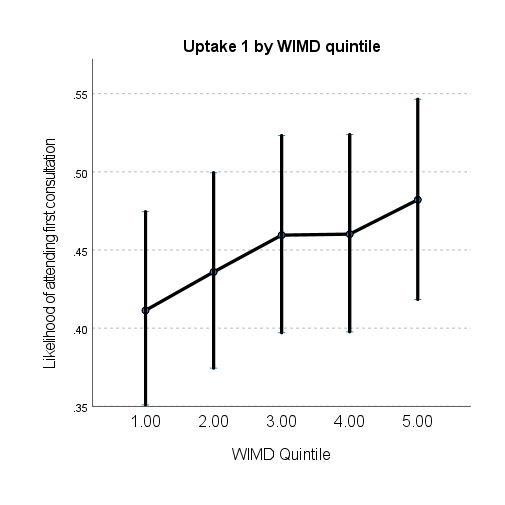 Uptake 1 by WIMD quintile
Likelihood of attending first consultation
.55
.50
.45
.40
.35
1.00 2.00 3.00 4.00 5.00
WIMD Quintile